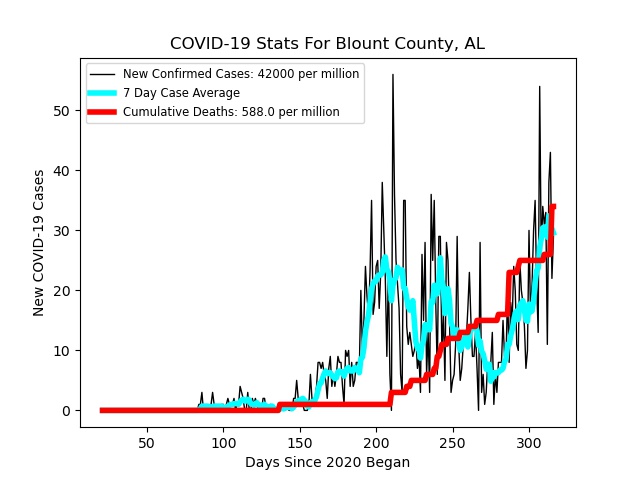 COVID-19 Stats For Blount County, AL
New Confirmed Cases: 42000 per million
7 Day Case Average
Cumulative Deaths: 588.0 per million
New COVID-19 Cases
50
40
30
20
10
0
50 100 150 200 250 300
Days Since 2020 Began